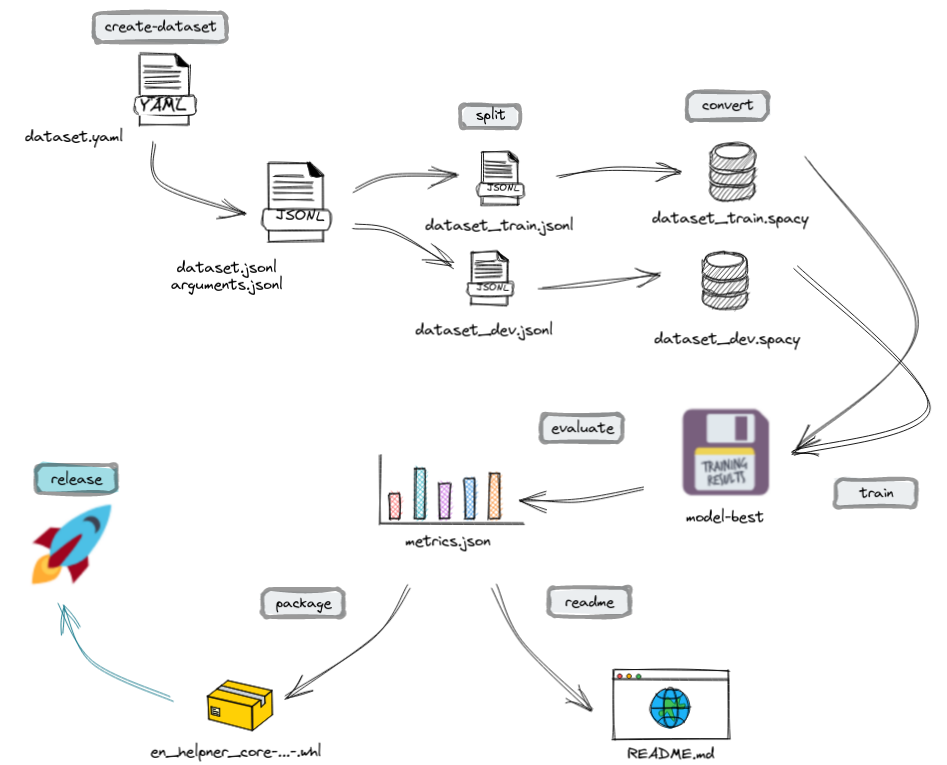 create-dataset
YAML
dataset.yaml
JSONL
dataset.jsonl
arguments.jsonl
split
JSONL
dataset_train.jsonl
JSONL
dataset_dev.jsonl
convert
dataset_train.spacy
dataset_dev.spacy
train
TRAINING
RESULTS
model-best
evaluate
metrics.json
package
en_helpner_core-...-.whl
readme
README.md
release